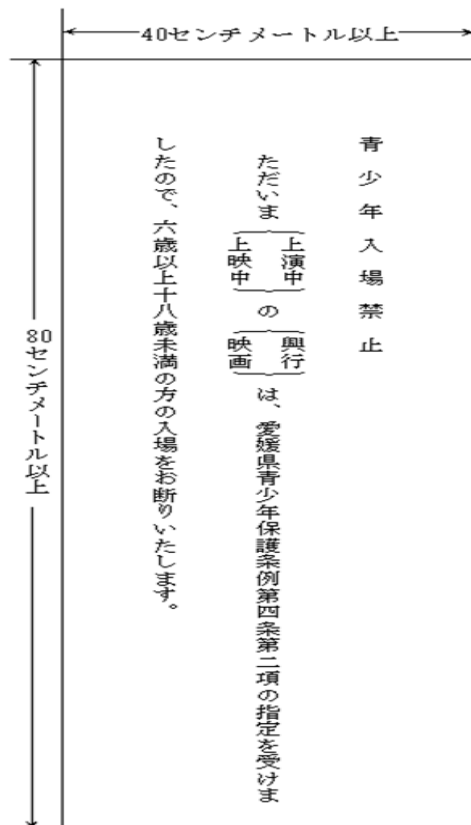 40センチメートル以上
80センチメートル以上
青少年入場禁止
ただいま{上演中 上映中}の{興行 映画}は、愛媛県青少年保護条例第四条第二項の指定を受けま
したので、六歳以上十八歳未満の方の入場をお断りいたします。